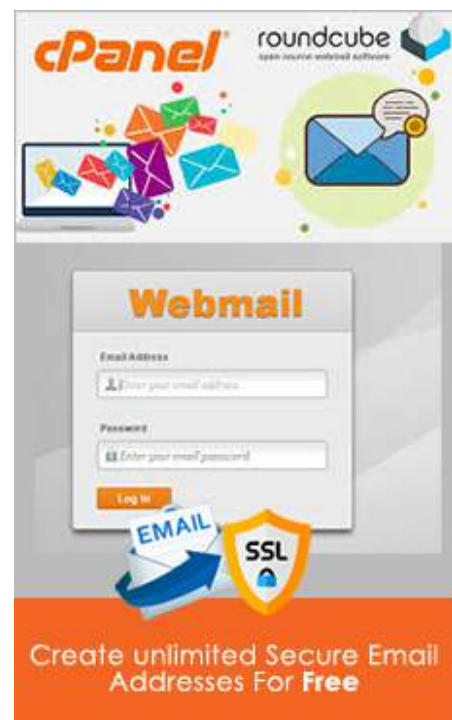 cPanel
roundcube
open source webmail software
Webmail
Email Address
Enter your email address.
Password
Enter your email password.
Log in
EMAIL
SSL
Create unlimited Secure Email
Addresses For Free